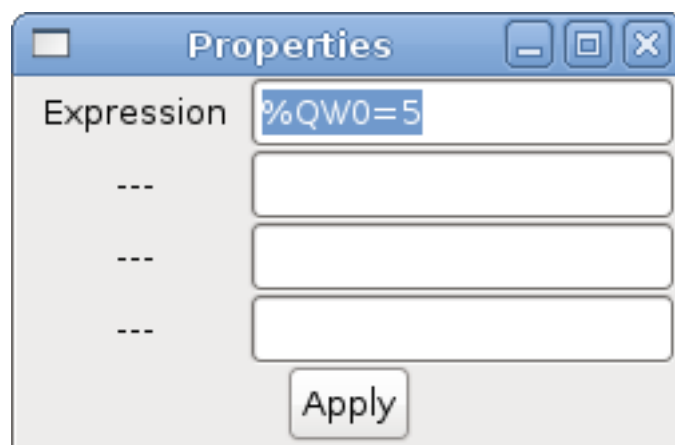 Properties
Expression %QW0=5
---
---
---
Apply